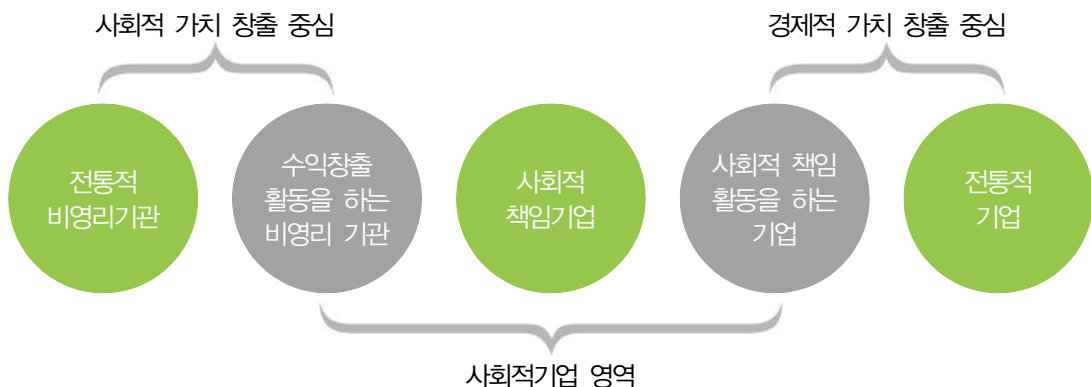 사회적 가치 창출 중심
경제적 가치 창출 중심
전통적
비영리기관
수익창출
활동을 하는
비영리 기관
사회적
책임기업
사회적 책임
활동을 하는
기업
전통적
기업
사회적기업 영역